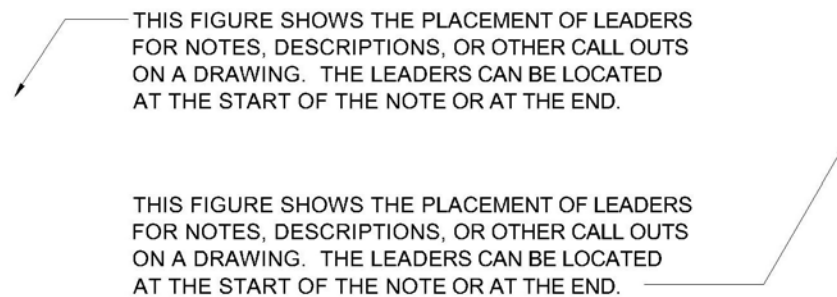 THIS FIGURE SHOWS THE PLACEMENT OF LEADERS
FOR NOTES, DESCRIPTIONS, OR OTHER CALL OUTS
ON A DRAWING.  THE LEADERS CAN BE LOCATED
AT THE START OF THE NOTE OR AT THE END.
THIS FIGURE SHOWS THE PLACEMENT OF LEADERS
FOR NOTES, DESCRIPTIONS, OR OTHER CALL OUTS
ON A DRAWING.  THE LEADERS CAN BE LOCATED
AT THE START OF THE NOTE OR AT THE END.